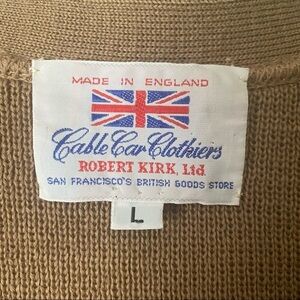 MADE IN ENGLAND
Cable Car Clothiers
ROBERT KIRK, Ltd
SAN FRANCISCO'S BRITISH GOODS STORE
L